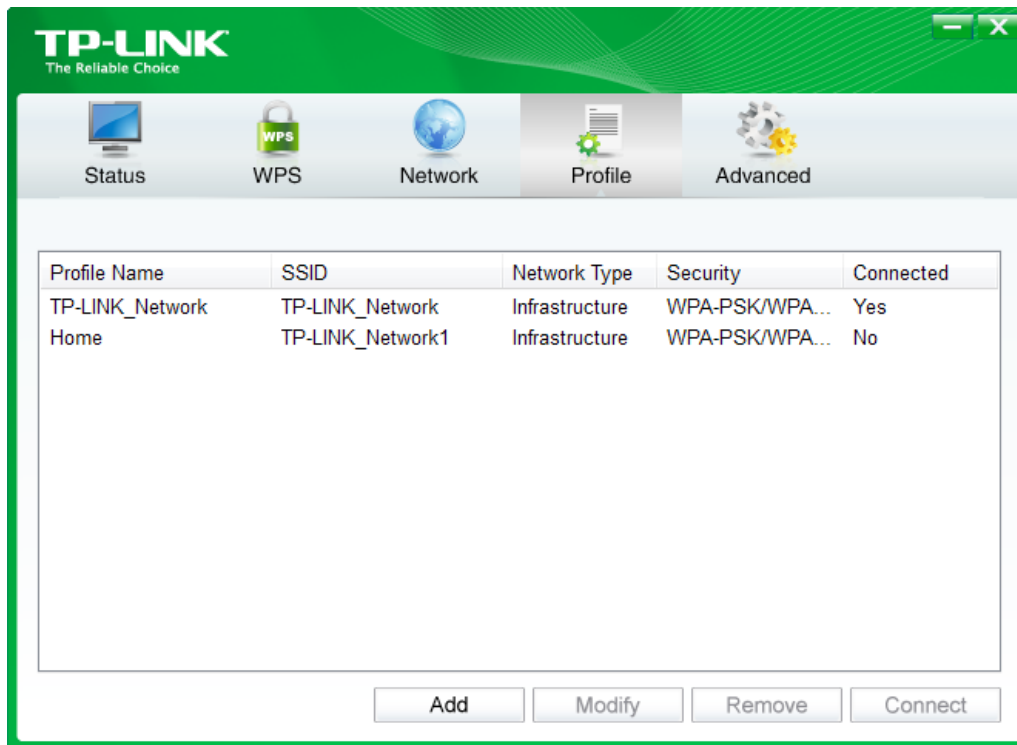 TP-LINK
The Reliable Choice
WPS
Status WPS Network Profile Advanced
Profile Name SSID Network Type Security Connected
TP-LINK_Network TP-LINK_Network Infrastructure WPA-PSK/WPA... Yes
Home TP-LINK_Network1 Infrastructure WPA-PSK/WPA... No
Add Modify Remove Connect